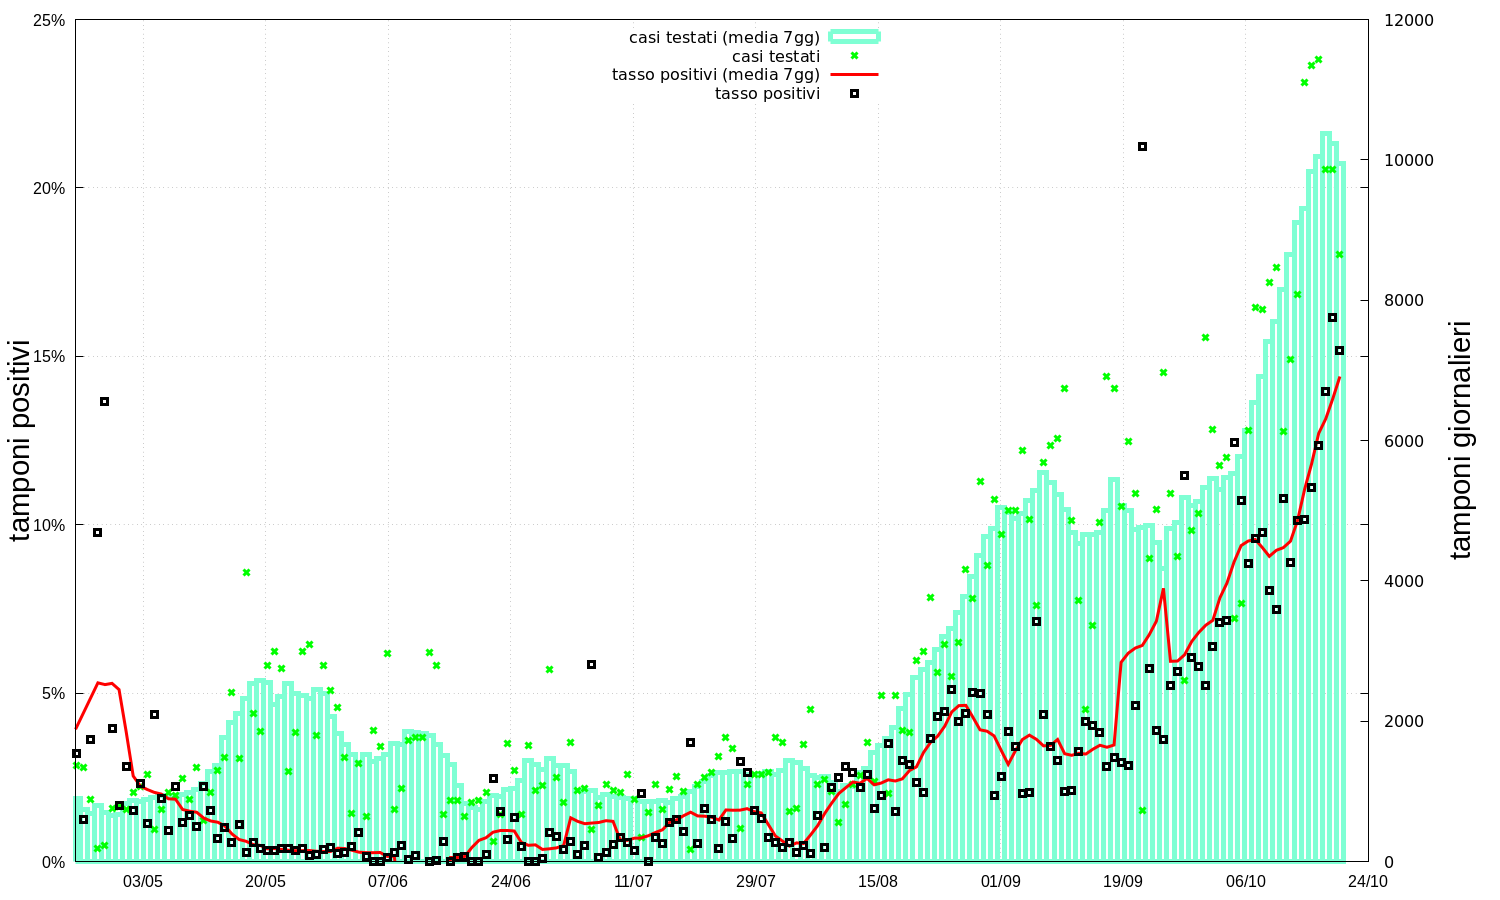 casi testati (media 7gg)
casi testati
tasso positivi (media 7gg)
tasso positivi
tamponi positivi
25%
20%
15%
10%
5%
0%
12000
10000
8000
6000
4000
2000
0
tamponi giornalieri
03/05 20/05 07/06 24/06 11/07 29/07 15/08 01/09 19/09 06/10 24/10